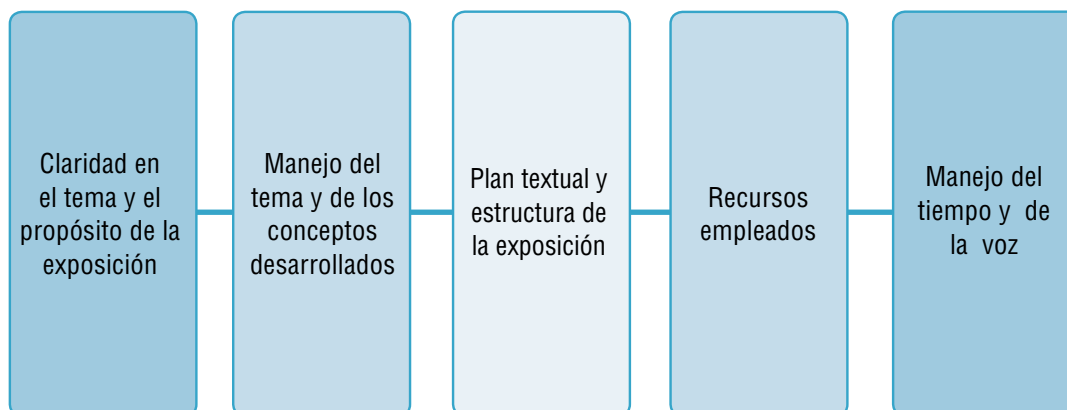 Claridad en
el tema y el
propósito de la
exposición
Manejo del
tema y de los
conceptos
desarrollados
Plan textual y
estructura de
la exposición
Recursos
empleados
Manejo del
tiempo y de
la voz